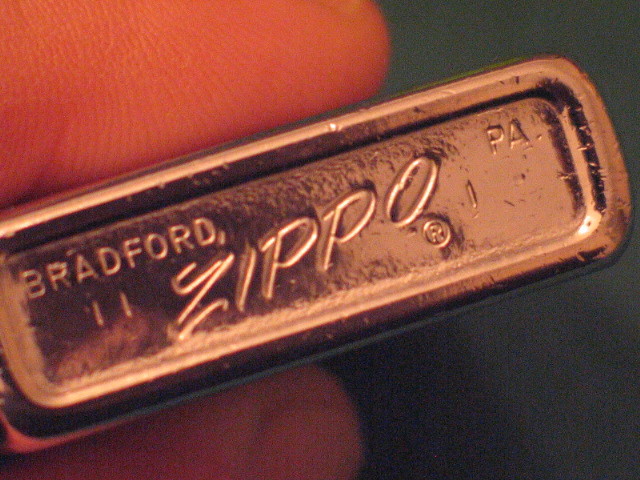 BRADFORD, PA.
ZIPPO ®
|| |